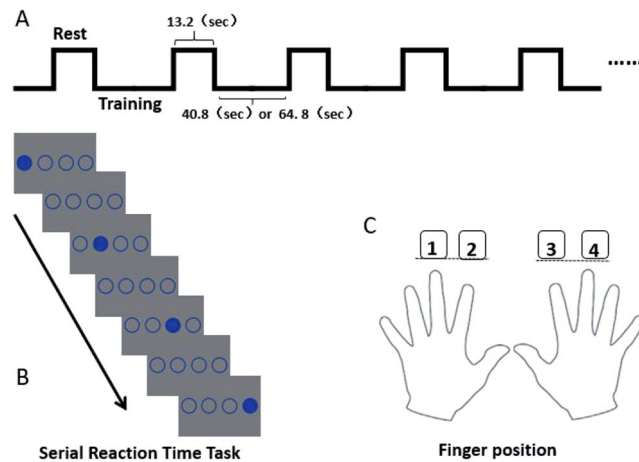 A
13.2（sec）
Rest
Training
40.8（sec）or 64.8（sec）
......
C
1 2 3 4
B
Serial Reaction Time Task
Finger position